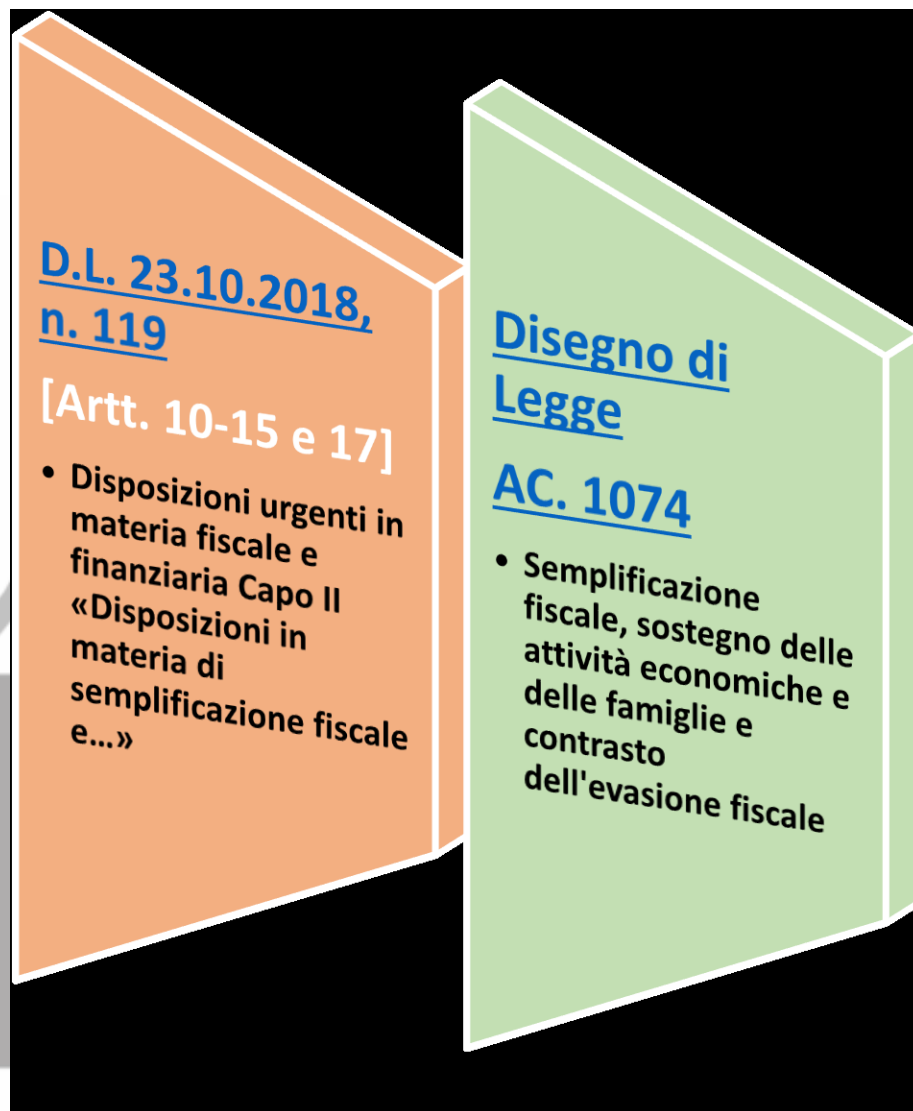 D.L. 23.10.2018,
n. 119
[Artt. 10-15 e 17]
• Disposizioni urgenti in
materia fiscale e
finanziaria Capo II
«Disposizioni in
materia di
semplificazione fiscale
e...»
Disegno di
Legge
AC. 1074
• Semplificazione
fiscale, sostegno delle
attività economiche e
delle famiglie e
contrasto
dell'evasione fiscale